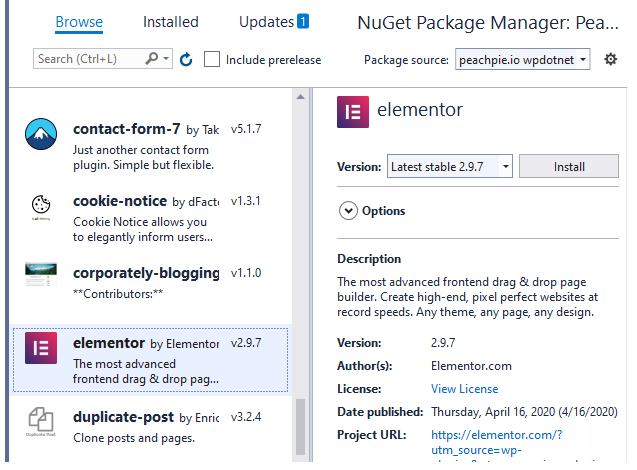 Browse Installed Updates 1 NuGet Package Manager: Pea...
Search (Ctrl+L) Include prerelease Package source: peachpie.io wpdotnet
contact-form-7 by Tak v5.1.7
Just another contact form
plugin. Simple but flexible.
cookie-notice by dFacto v1.3.1
Cookie Notice allows you
to elegantly inform users...
corporately-blogging v1.1.0
**Contributors:**
elementor by Elementor v2.9.7
The most advanced
frontend drag & drop pag...
duplicate-post by Enric v3.2.4
Clone posts and pages.
Duplicate Post
elementor
Version: Latest stable 2.9.7 Install
Options
Description
The most advanced frontend drag & drop page
builder. Create high-end, pixel perfect websites at
record speeds. Any theme, any page, any design.
Version: 2.9.7
Author(s): Elementor.com
License: View License
Date published: Thursday, April 16, 2020 (4/16/2020)
Project URL: https://elementor.com/?
utm_source=wp-